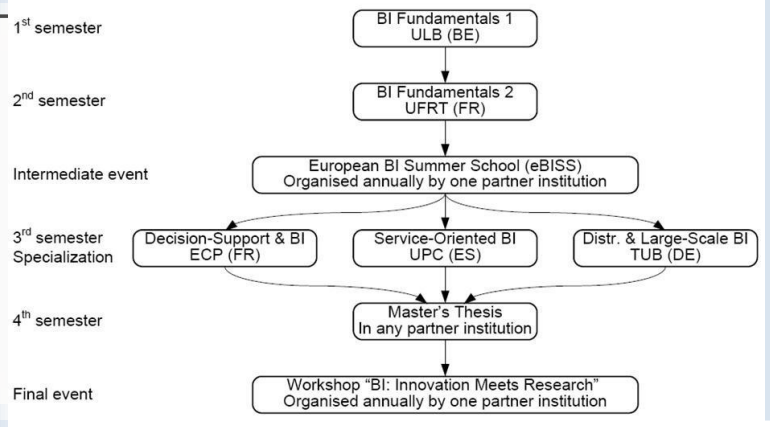 1st semester
BI Fundamentals 1
ULB (BE)
2nd semester
BI Fundamentals 2
UFRT (FR)
Intermediate event
European BI Summer School (eBISS)
Organised annually by one partner institution
3rd semester
Specialization
Decision-Support & BI
ECP (FR)
Service-Oriented BI
UPC (ES)
Distr. & Large-Scale BI
TUB (DE)
4th semester
Master's Thesis
In any partner institution
Final event
Workshop “BI: Innovation Meets Research”
Organised annually by one partner institution